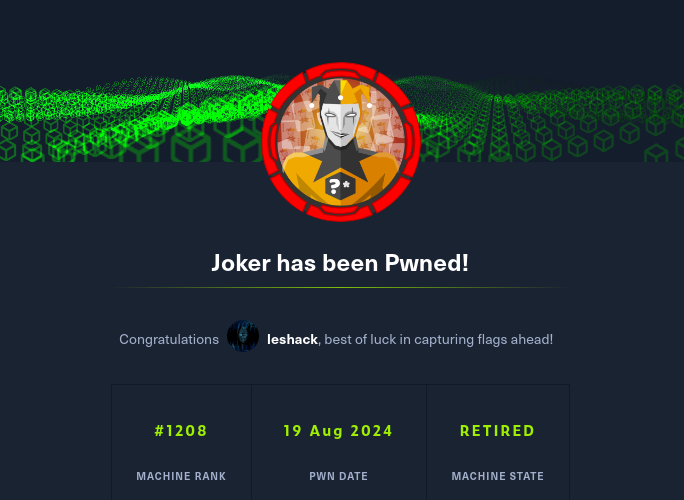 ?*
Joker has been Pwned!
Congratulations leshack, best of luck in capturing flags ahead!
#1208 19 Aug 2024 RETIRED
MACHINE RANK PWN DATE MACHINE STATE